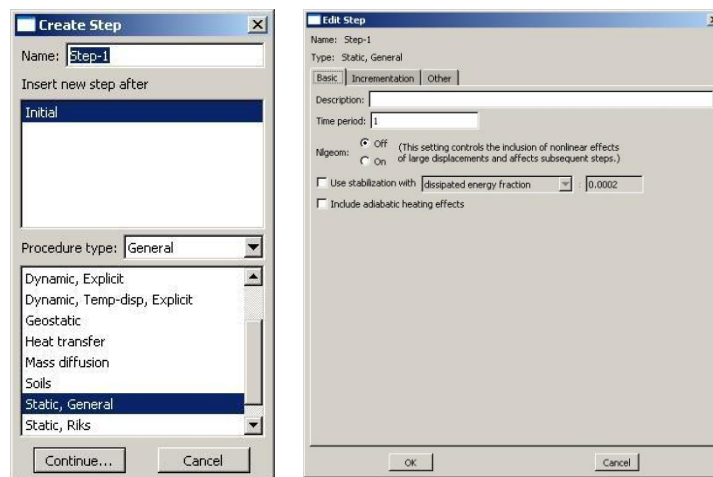 Create Step
Name: Step-1
Insert new step after
Initial
Procedure type: General
Dynamic, Explicit
Dynamic, Temp-disp, Explicit
Geostatic
Heat transfer
Mass diffusion
Soils
Static, General
Static, Riks
Continue...
Cancel
Edit Step
Name: Step-1
Type: Static, General
Basic Incrementation Other
Description:
Time period: 1
Nlgeom:
Off
On
(This setting controls the inclusion of nonlinear effects
of large displacements and affects subsequent steps.)
Use stabilization with dissipated energy fraction : 0.0002
Include adiabatic heating effects
OK
Cancel